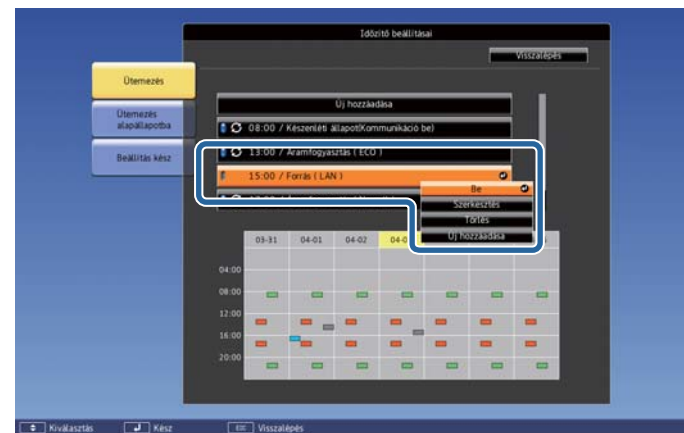 Időzítő beállításai
Visszalépés
Ütemezés
Ütemezés
alapállapotba
Beállítás kész
Új hozzáadása
08:00 / Készenléti állapot(Kommunikáció be)
13:00 / Áramfogyasztás ( ECO )
15:00 / Forrás ( LAN )
Be
Szerkesztés
Törlés
Új hozzáadása
03-31 04-01 04-02 04-0
04:00
08:00
12:00
16:00
20:00
Kiválasztás Kész Visszalépés